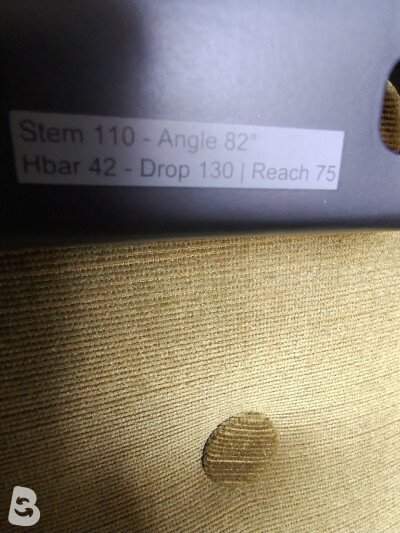 Stem 110 - Angle 82°
Hbar 42 - Drop 130 | Reach 75